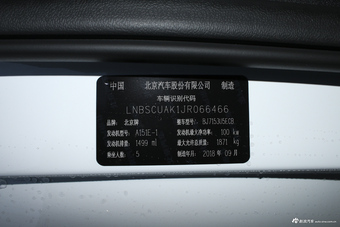 中国 北京汽车股份有限公司 制造
车辆识别代码
LNBSCUAK1JR066466
品牌：北京牌 整车型号：BJ7153U5ECB
发动机型号：A151E-1 发动机最大净功率：100 kw
发动机排量：1499 ml 最大允许总质量：1871 kg
乘坐人数：5 制造年月：2018 年 09 月